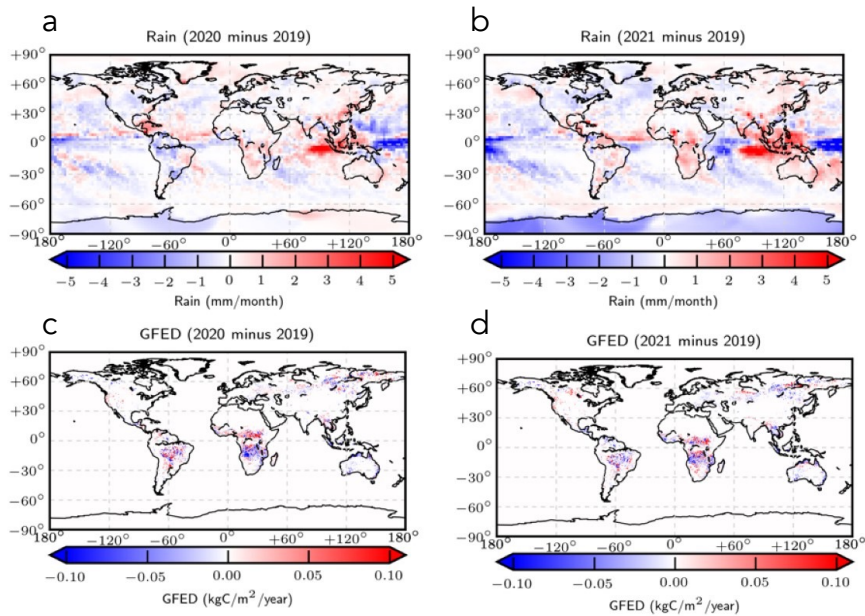 a
Rain (2020 minus 2019)
+90°
+60°
+30°
0°
−30°
−60°
−90°
180° −120° −60° 0° +60° +120° 180°
−5 −4 −3 −2 −1 0 1 2 3 4 5
Rain (mm/month)
b
Rain (2021 minus 2019)
+90°
+60°
+30°
0°
−30°
−60°
−90°
180° −120° −60° 0° +60° +120° 180°
−5 −4 −3 −2 −1 0 1 2 3 4 5
Rain (mm/month)
c
GFED (2020 minus 2019)
+90°
+60°
+30°
0°
−30°
−60°
−90°
180° −120° −60° 0° +60° +120° 180°
−0.10 −0.05 0.00 0.05 0.10
GFED (kgC/m²/year)
d
GFED (2021 minus 2019)
+90°
+60°
+30°
0°
−30°
−60°
−90°
180° −120° −60° 0° +60° +120° 180°
−0.10 −0.05 0.00 0.05 0.10
GFED (kgC/m²/year)